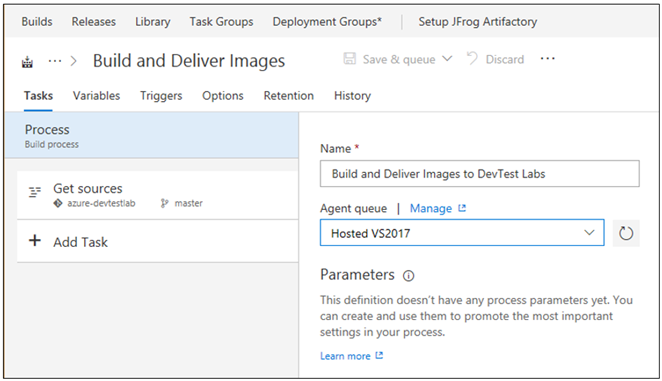 Builds Releases Library Task Groups Deployment Groups* Setup JFrog Artifactory
... > Build and Deliver Images Save & queue Discard ...
Tasks Variables Triggers Options Retention History
Process
Build process
Get sources
azure-devtestlab master
+ Add Task
Name *
Build and Deliver Images to DevTest Labs
Agent queue | Manage
Hosted VS2017
Parameters
This definition doesn't have any process parameters yet. You
can create and use them to promote the most important
settings in your process.
Learn more